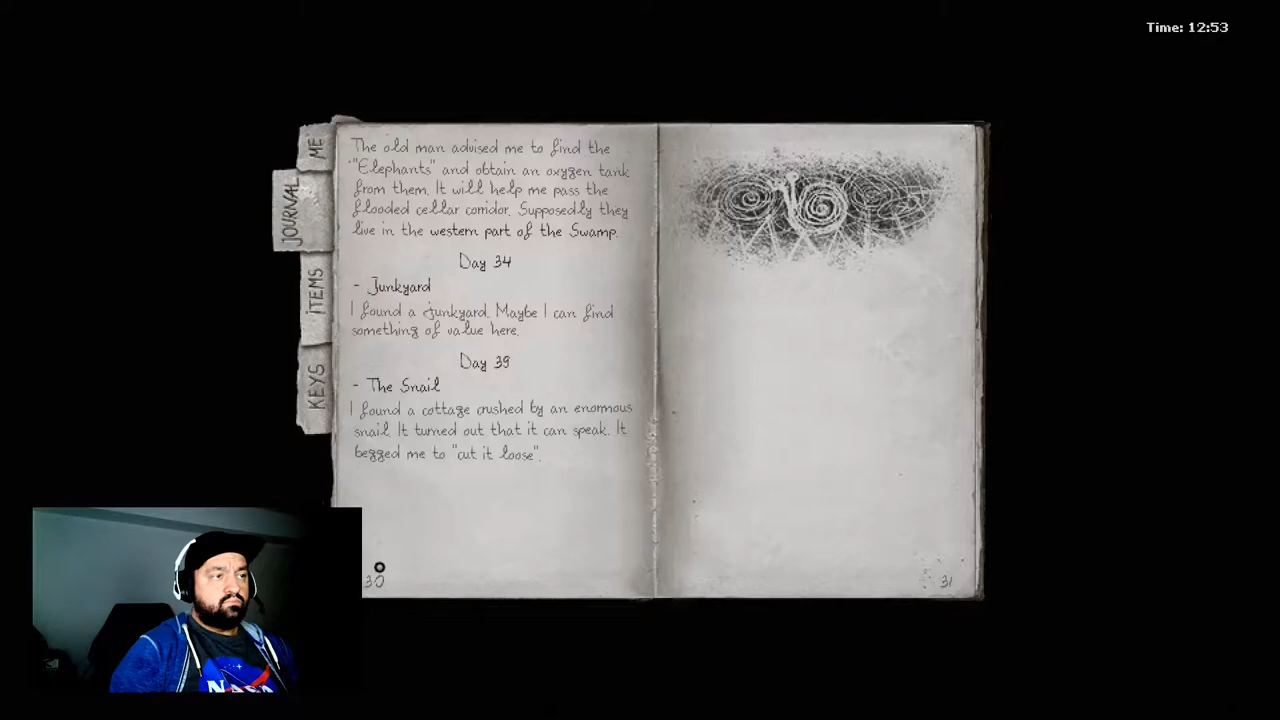 Time: 12:53
ME
JOURNAL
ITEMS
KEYS
The old man advised me to find the
"Elephants" and obtain an oxygen tank
from them. It will help me pass the
flooded cellar corridor. Supposedly they
live in the western part of the Swamp.
Day 34
- Junkyard
I found a junkyard. Maybe I can find
something of value here.
Day 39
- The Snail
I found a cottage crushed by an enormous
snail. It turned out that it can speak. It
begged me to "cut it loose".
30
31
NASA